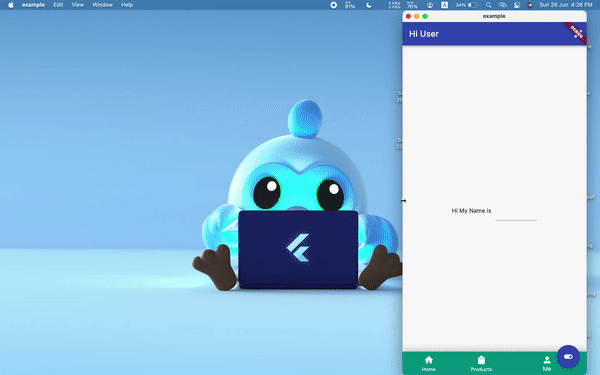 example Edit View Window Help
91% 76% 34% Sun 26 Jun 4:26 PM
example
Hi User
DEBUG
Hi My Name is
Home Products Me